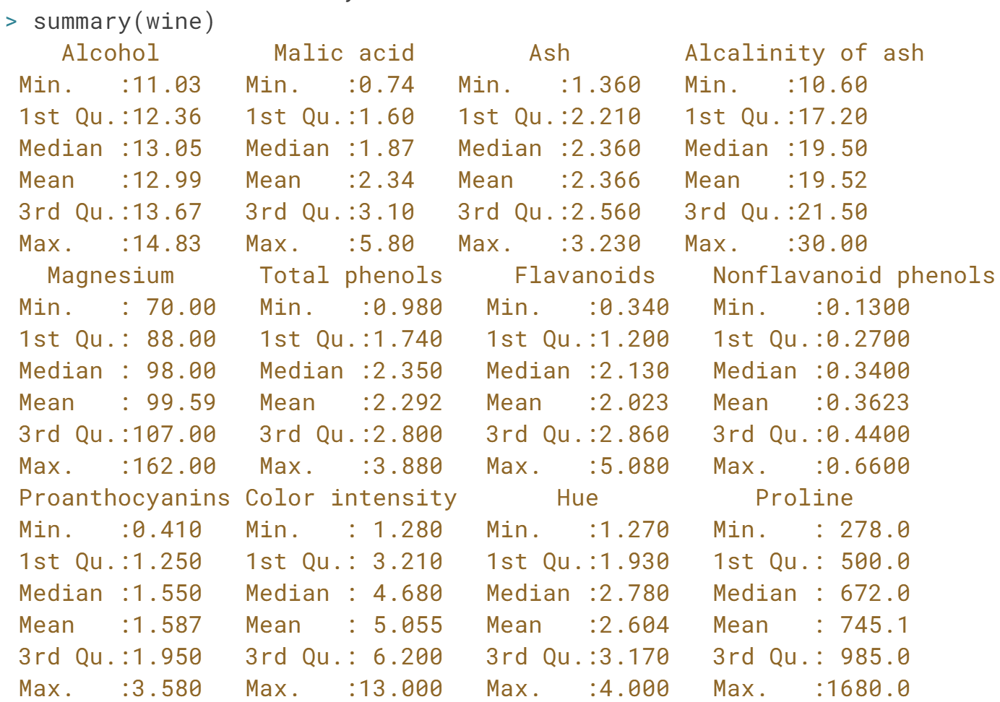 > summary(wine)
    Alcohol        Malic acid        Ash        Alcalinity of ash
 Min.   :11.03   Min.   :0.74   Min.   :1.360   Min.   :10.60
 1st Qu.:12.36   1st Qu.:1.60   1st Qu.:2.210   1st Qu.:17.20
 Median :13.05   Median :1.87   Median :2.360   Median :19.50
 Mean   :12.99   Mean   :2.34   Mean   :2.366   Mean   :19.52
 3rd Qu.:13.67   3rd Qu.:3.10   3rd Qu.:2.560   3rd Qu.:21.50
 Max.   :14.83   Max.   :5.80   Max.   :3.230   Max.   :30.00
   Magnesium      Total phenols     Flavanoids    Nonflavanoid phenols
 Min.   : 70.00   Min.   :0.980   Min.   :0.340   Min.   :0.1300
 1st Qu.: 88.00   1st Qu.:1.740   1st Qu.:1.200   1st Qu.:0.2700
 Median : 98.00   Median :2.350   Median :2.130   Median :0.3400
 Mean   : 99.59   Mean   :2.292   Mean   :2.023   Mean   :0.3623
 3rd Qu.:107.00   3rd Qu.:2.800   3rd Qu.:2.860   3rd Qu.:0.4400
 Max.   :162.00   Max.   :3.880   Max.   :5.080   Max.   :0.6600
 Proanthocyanins Color intensity       Hue           Proline
 Min.   :0.410   Min.   : 1.280   Min.   :1.270   Min.   : 278.0
 1st Qu.:1.250   1st Qu.: 3.210   1st Qu.:1.930   1st Qu.: 500.0
 Median :1.550   Median : 4.680   Median :2.780   Median : 672.0
 Mean   :1.587   Mean   : 5.055   Mean   :2.604   Mean   : 745.1
 3rd Qu.:1.950   3rd Qu.: 6.200   3rd Qu.:3.170   3rd Qu.: 985.0
 Max.   :3.580   Max.   :13.000   Max.   :4.000   Max.   :1680.0